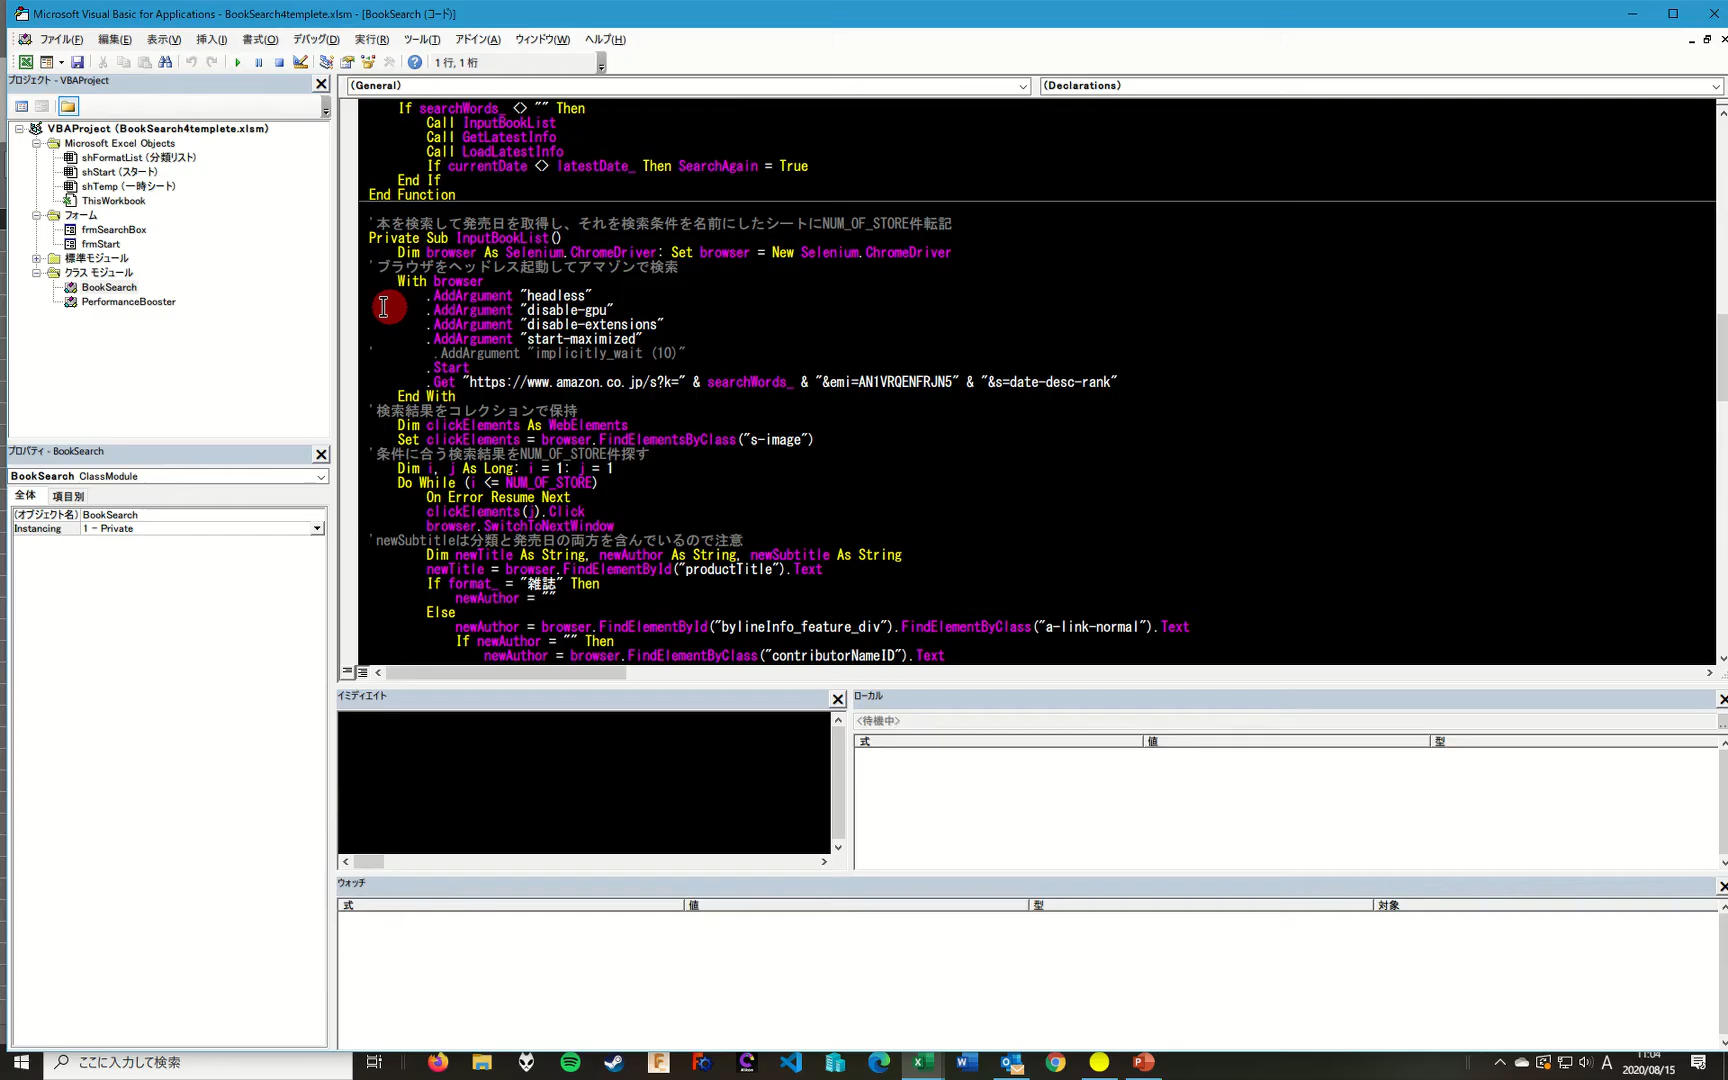 Microsoft Visual Basic for Applications - BookSearch4templete.xlsm - [BookSearch (コード)]
ファイル(F) 編集(E) 表示(V) 挿入(I) 書式(O) デバッグ(D) 実行(R) ツール(T) アドイン(A) ウィンドウ(W) ヘルプ(H)
1 行, 1 桁
プロジェクト - VBAProject
VBAProject (BookSearch4templete.xlsm)
Microsoft Excel Objects
shFormatList (分類リスト)
shStart (スタート)
shTemp (一時シート)
ThisWorkbook
フォーム
frmSearchBox
frmStart
標準モジュール
クラス モジュール
BookSearch
PerformanceBooster
プロパティ - BookSearch
BookSearch ClassModule
全体 項目別
(オブジェクト名) BookSearch
Instancing 1 - Private
(General) (Declarations)
If searchWords_ <> "" Then
Call InputBookList
Call GetLatestInfo
Call LoadLatestInfo
If currentDate <> latestDate_ Then SearchAgain = True
End If
End Function
'本を検索して発売日を取得し、それを検索条件を名前にしたシートにNUM_OF_STORE件転記
Private Sub InputBookList()
Dim browser As Selenium.ChromeDriver: Set browser = New Selenium.ChromeDriver
'ブラウザをヘッドレス起動してアマゾンで検索
With browser
.AddArgument "headless"
.AddArgument "disable-gpu"
.AddArgument "disable-extensions"
.AddArgument "start-maximized"
' .AddArgument "implicitly_wait (10)"
.Start
.Get "https://www.amazon.co.jp/s?k=" & searchWords_ & "&emi=AN1VRQENFRJN5" & "&s=date-desc-rank"
End With
'検索結果をコレクションで保持
Dim clickElements As WebElements
Set clickElements = browser.FindElementsByClass("s-image")
'条件に合う検索結果をNUM_OF_STORE件探す
Dim i, j As Long: i = 1: j = 1
Do While (i <= NUM_OF_STORE)
On Error Resume Next
clickElements(j).Click
browser.SwitchToNextWindow
'newSubtitleは分類と発売日の両方を含んでいるので注意
Dim newTitle As String, newAuthor As String, newSubtitle As String
newTitle = browser.FindElementById("productTitle").Text
If format_ = "雑誌" Then
newAuthor = ""
Else
newAuthor = browser.FindElementById("bylineInfo_feature_div").FindElementByClass("a-link-normal").Text
If newAuthor = "" Then
newAuthor = browser.FindElementByClass("contributorNameID").Text
イミディエイト
ローカル
<待機中>
式 値 型
ウォッチ
式 値 型 対象
ここに入力して検索
A
11:04
2020/08/15